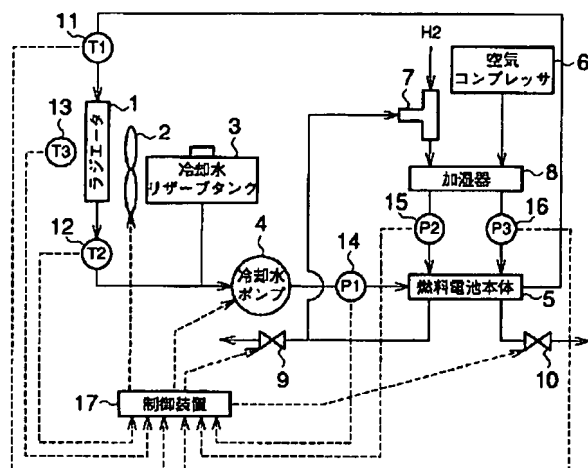 11
T1
H2
空気
コンプレッサ
6
7
13
1
2
3
T3
ラジエータ
冷却水
リザーブタンク
加湿器
8
15
16
12
4
14
P2
P3
T2
冷却水
ポンプ
P1
燃料電池本体
5
9
10
17
制御装置